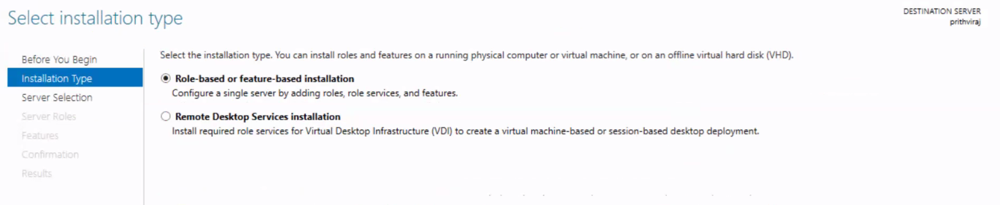 Select installation type
DESTINATION SERVER
prithviraj
Before You Begin
Installation Type
Server Selection
Server Roles
Features
Confirmation
Results
Select the installation type. You can install roles and features on a running physical computer or virtual machine, or on an offline virtual hard disk (VHD).
Role-based or feature-based installation
Configure a single server by adding roles, role services, and features.
Remote Desktop Services installation
Install required role services for Virtual Desktop Infrastructure (VDI) to create a virtual machine-based or session-based desktop deployment.